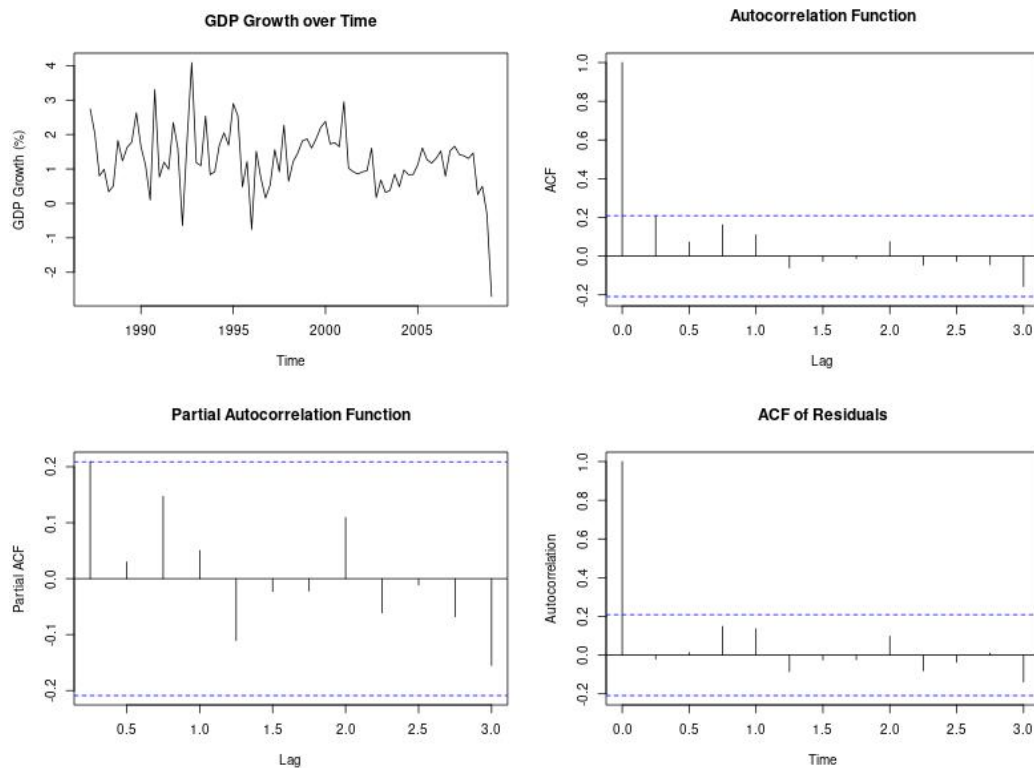 GDP Growth over Time
GDP Growth (%)
4
3
2
1
0
-1
-2
1990 1995 2000 2005
Time
Autocorrelation Function
ACF
1.0
0.8
0.6
0.4
0.2
0.0
-0.2
0.0 0.5 1.0 1.5 2.0 2.5 3.0
Lag
Partial Autocorrelation Function
Partial ACF
0.2
0.1
0.0
-0.1
-0.2
0.5 1.0 1.5 2.0 2.5 3.0
Lag
ACF of Residuals
Autocorrelation
1.0
0.8
0.6
0.4
0.2
0.0
-0.2
0.0 0.5 1.0 1.5 2.0 2.5 3.0
Time